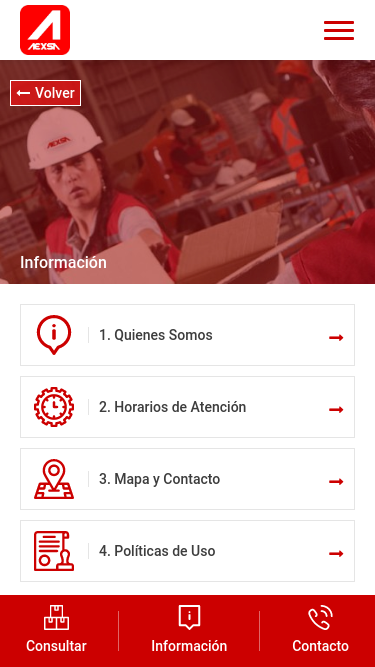 AEXSA
Volver
AEXSA
Información
1. Quienes Somos
2. Horarios de Atención
3. Mapa y Contacto
4. Políticas de Uso
Consultar
Información
Contacto